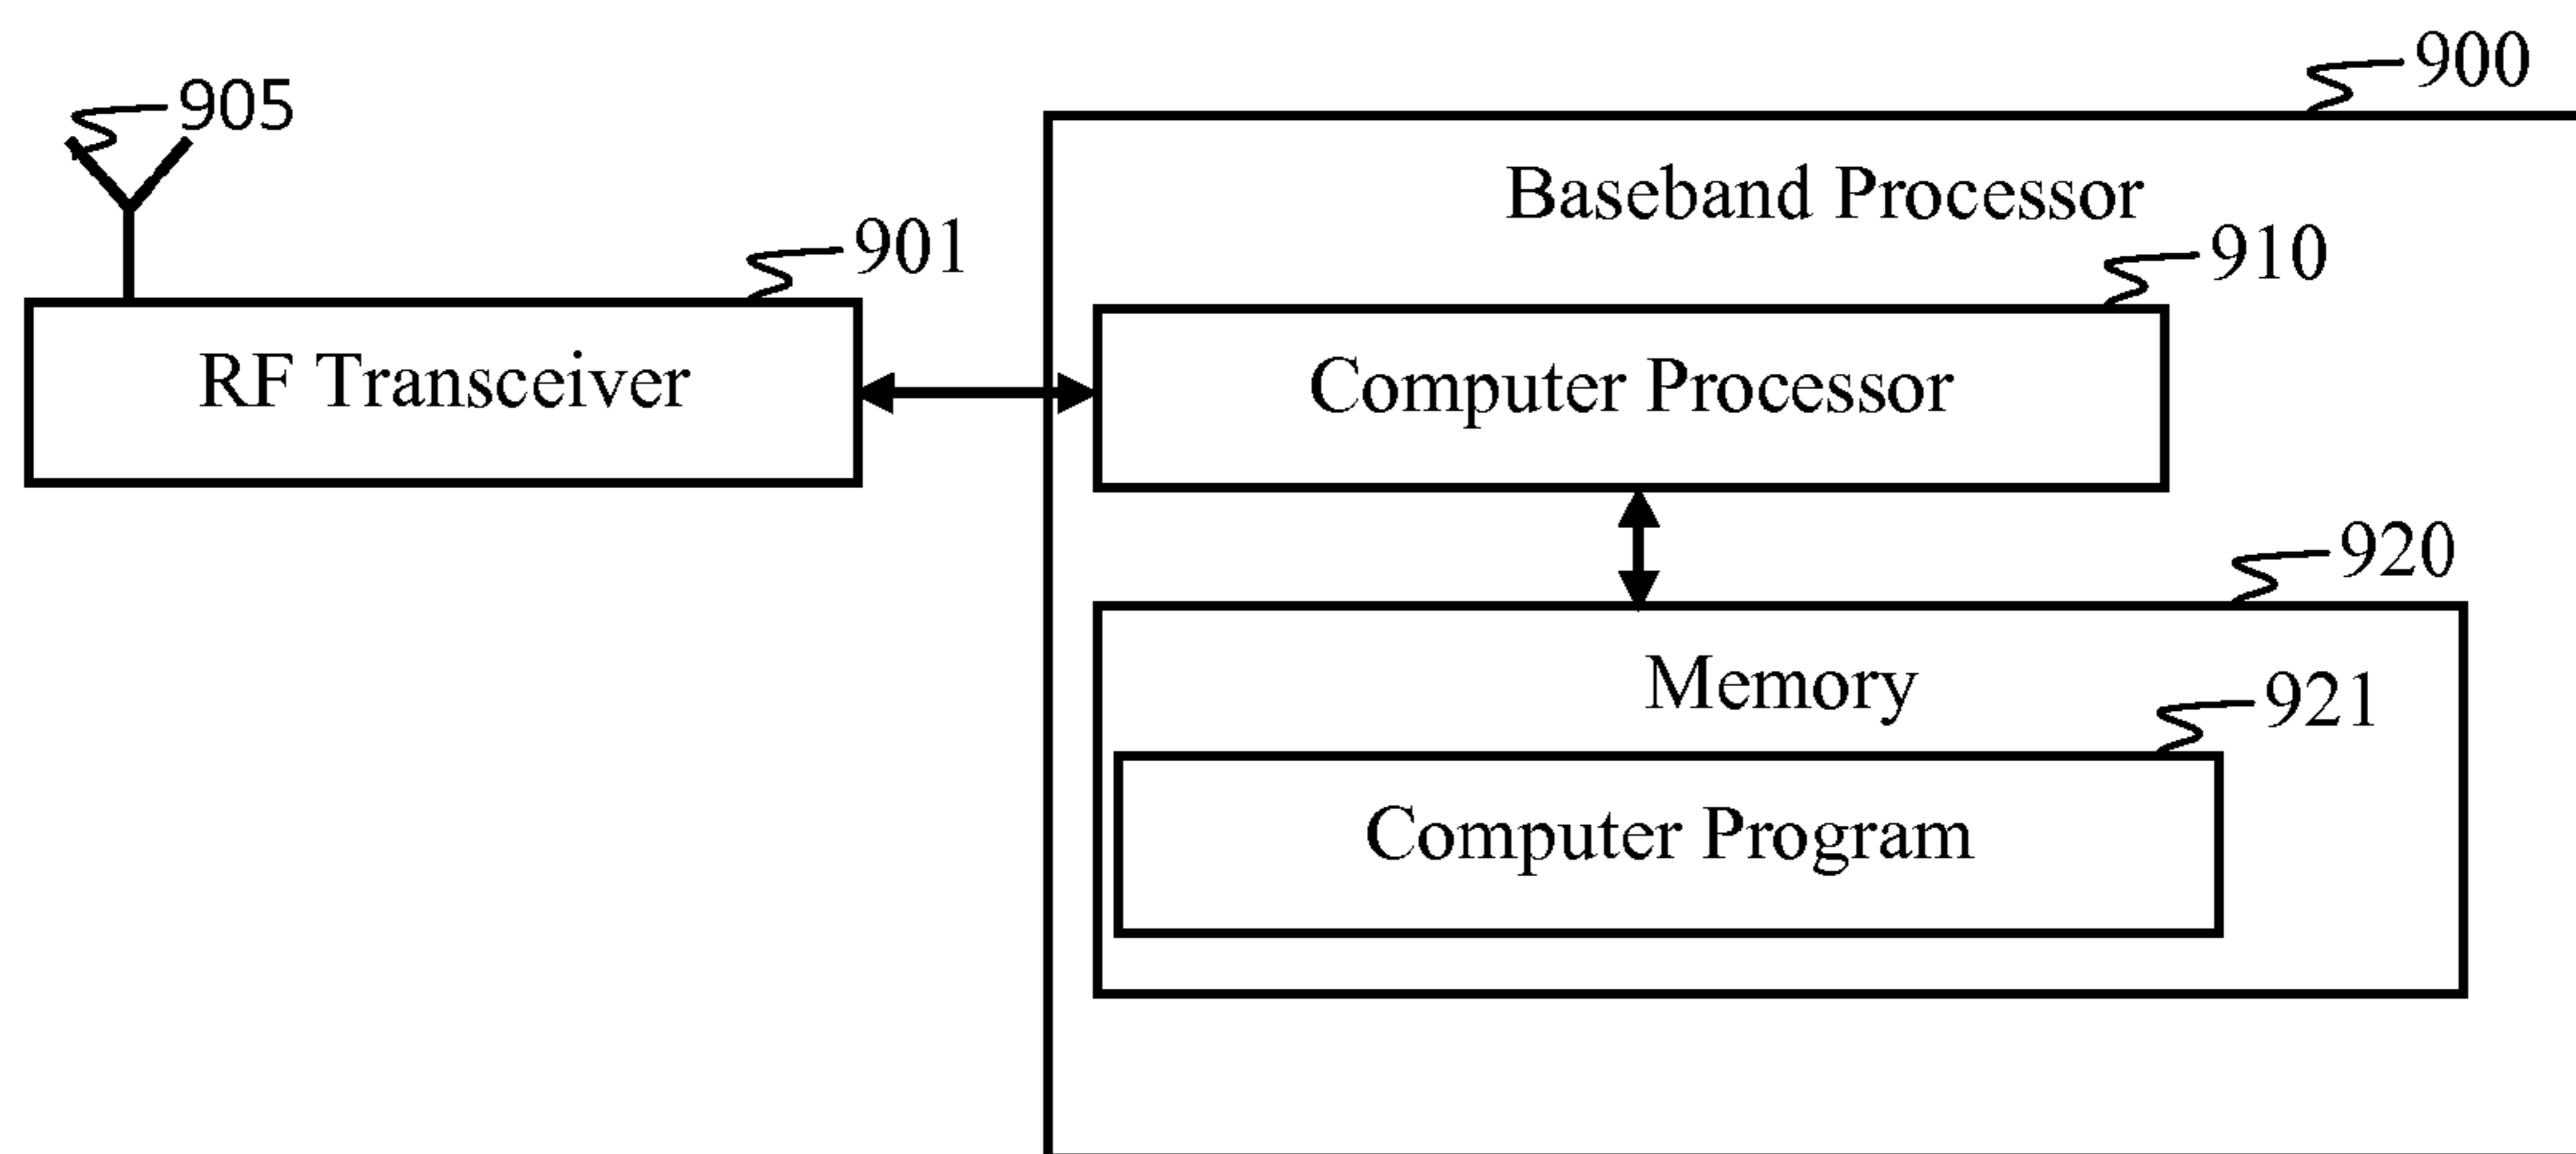 900
905
Baseband Processor
901
910
RF Transceiver
Computer Processor
920
Memory
921
Computer Program